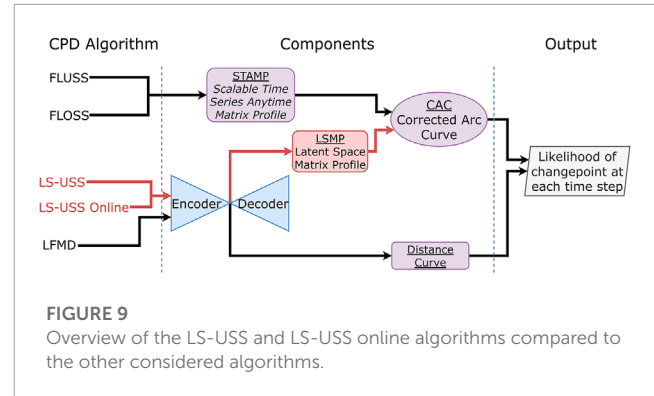 CPD Algorithm
Components
Output
FLUSS
FLOSS
STAMP
Scalable Time
Series Anytime
Matrix Profile
CAC
Corrected Arc
Curve
LSMP
Latent Space
Matrix Profile
Likelihood of
changepoint at
each time step
LS-USS
LS-USS Online
LFMD
Encoder
Decoder
Distance
Curve
FIGURE 9
Overview of the LS-USS and LS-USS online algorithms compared to
the other considered algorithms.